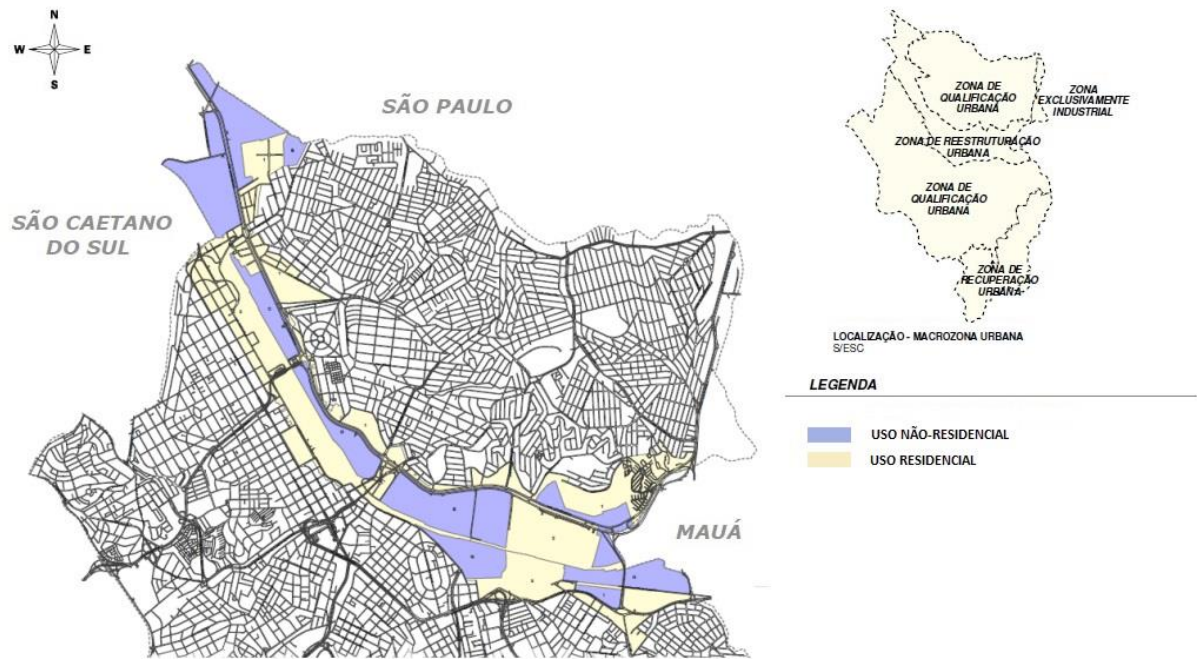 N
W E
S
SÃO PAULO
SÃO CAETANO
DO SUL
MAUÁ
ZONA DE
QUALIFICAÇÃO
URBANA
ZONA
EXCLUSIVAMENTE
INDUSTRIAL
ZONA DE REESTRUTURAÇÃO
URBANA
ZONA DE
QUALIFICAÇÃO
URBANA
ZONA DE
RECUPERAÇÃO
URBANA
LOCALIZAÇÃO - MACROZONA URBANA
S/ESC
LEGENDA
USO NÃO-RESIDENCIAL
USO RESIDENCIAL